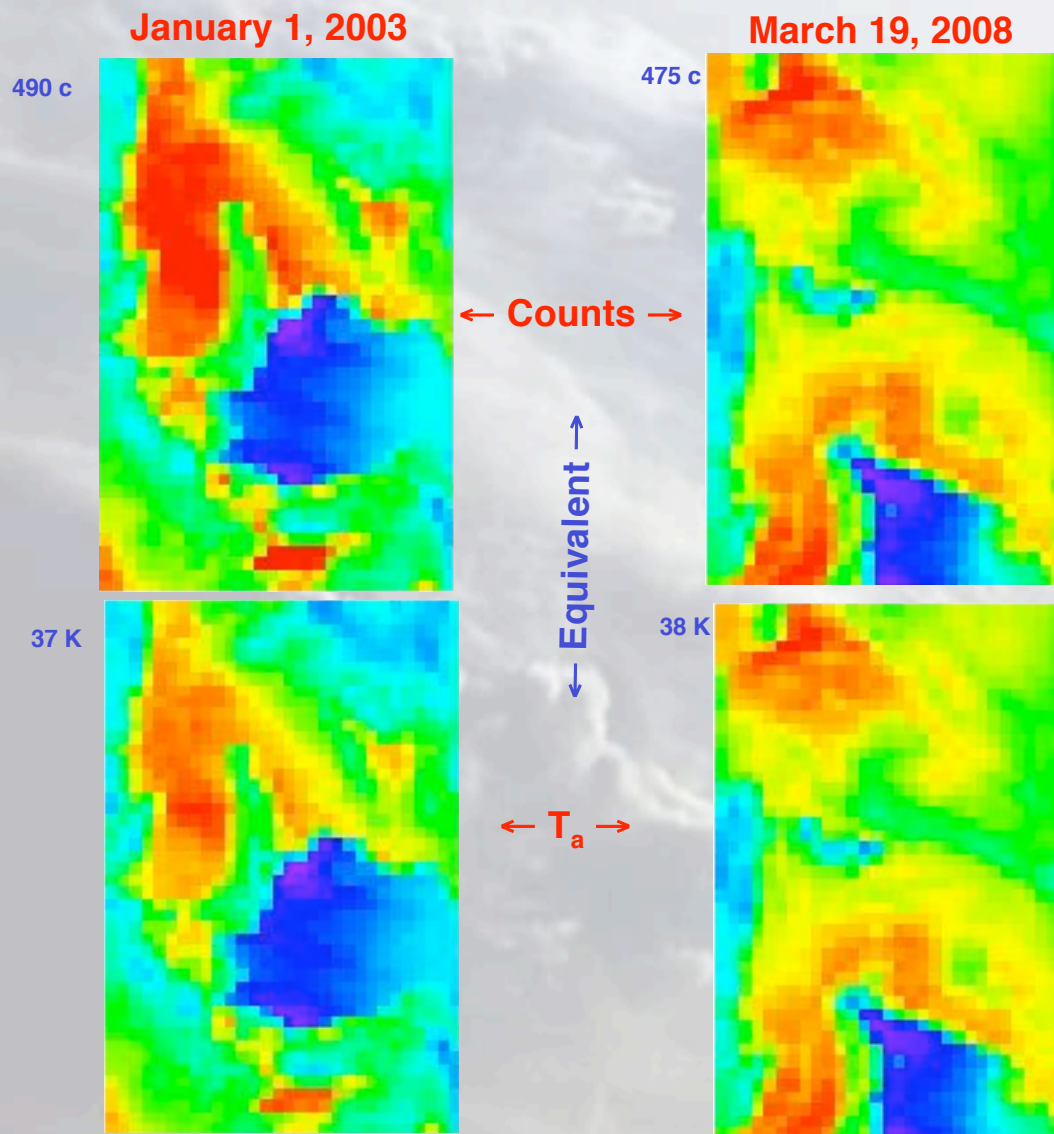 January 1, 2003
March 19, 2008
490 c
475 c
← Counts →
← Equivalent →
37 K
38 K
← Ta →